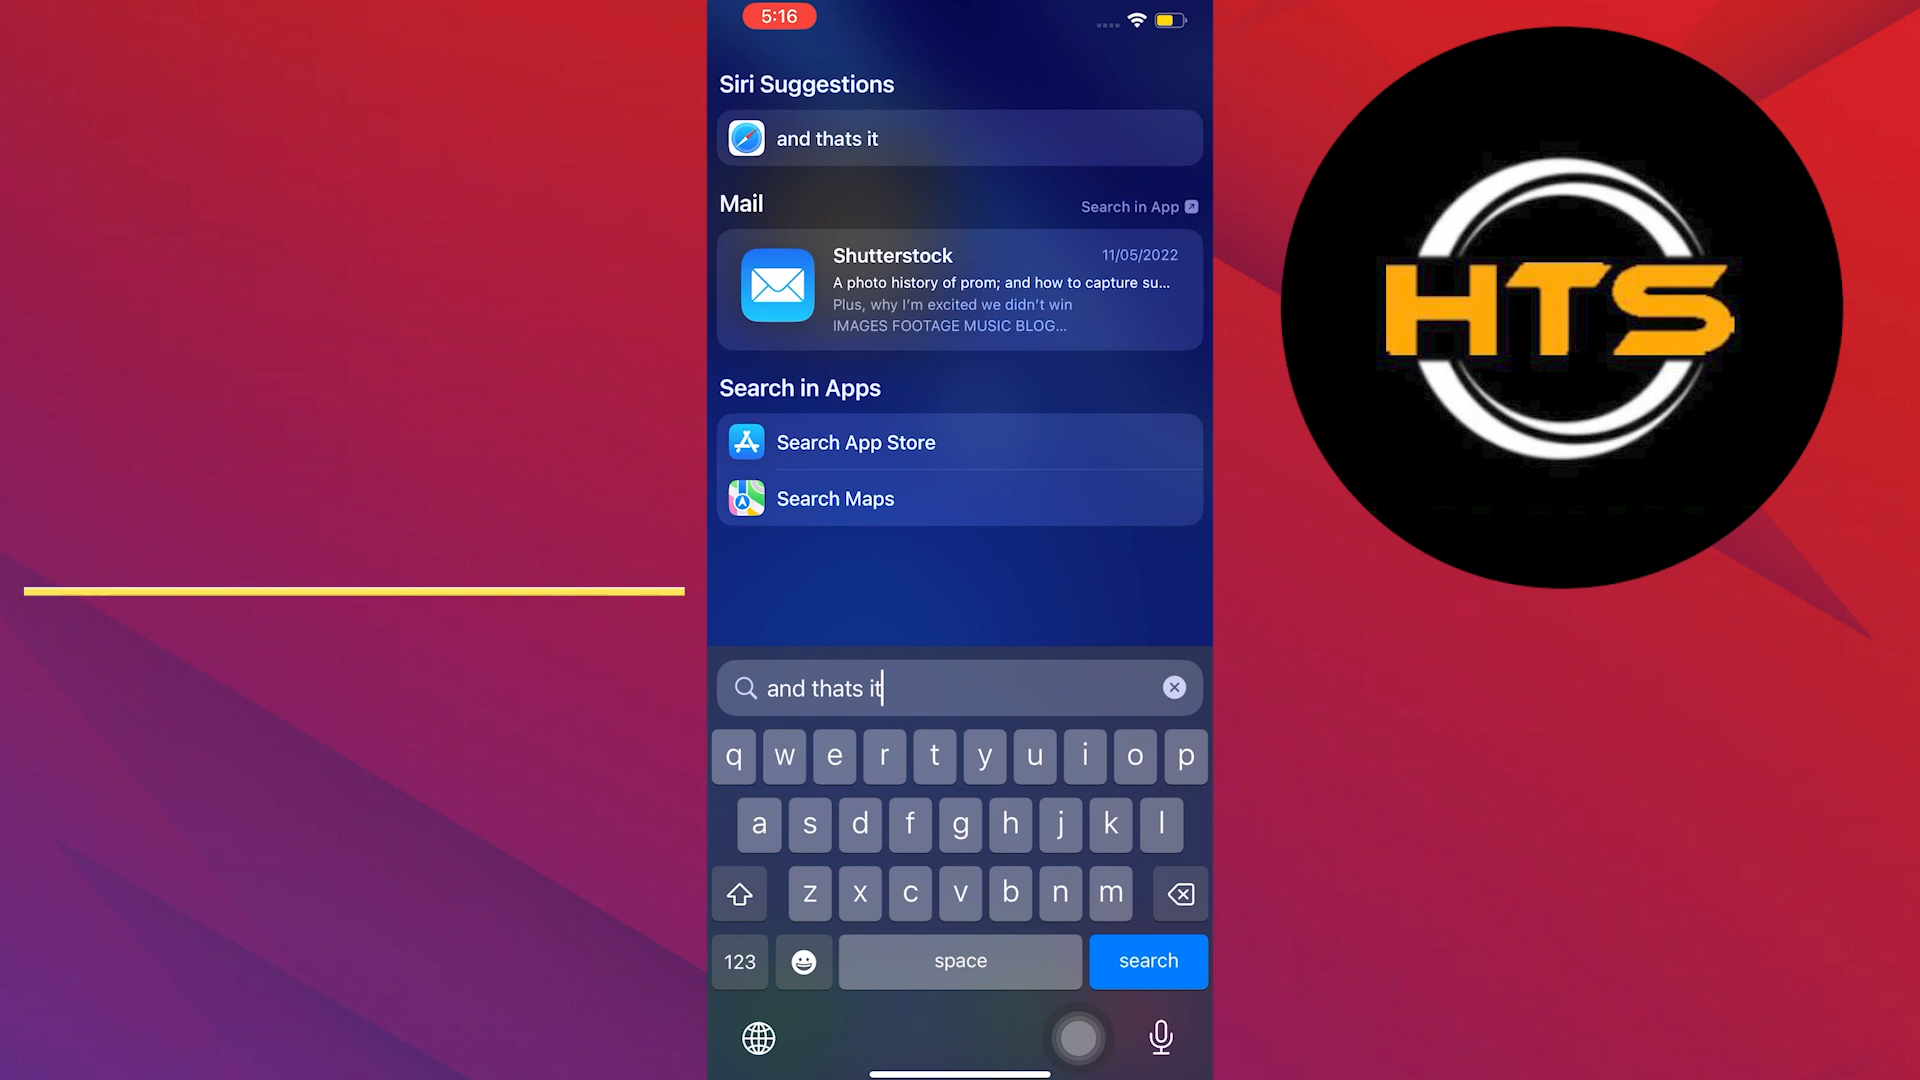 5:16
Siri Suggestions
and thats it
Mail
Search in App
Shutterstock
11/05/2022
A photo history of prom; and how to capture su...
Plus, why I'm excited we didn't win
IMAGES FOOTAGE MUSIC BLOG...
Search in Apps
Search App Store
Search Maps
and thats it
q w e r t y u i o p
a s d f g h j k l
z x c v b n m
123
space
search
HTS